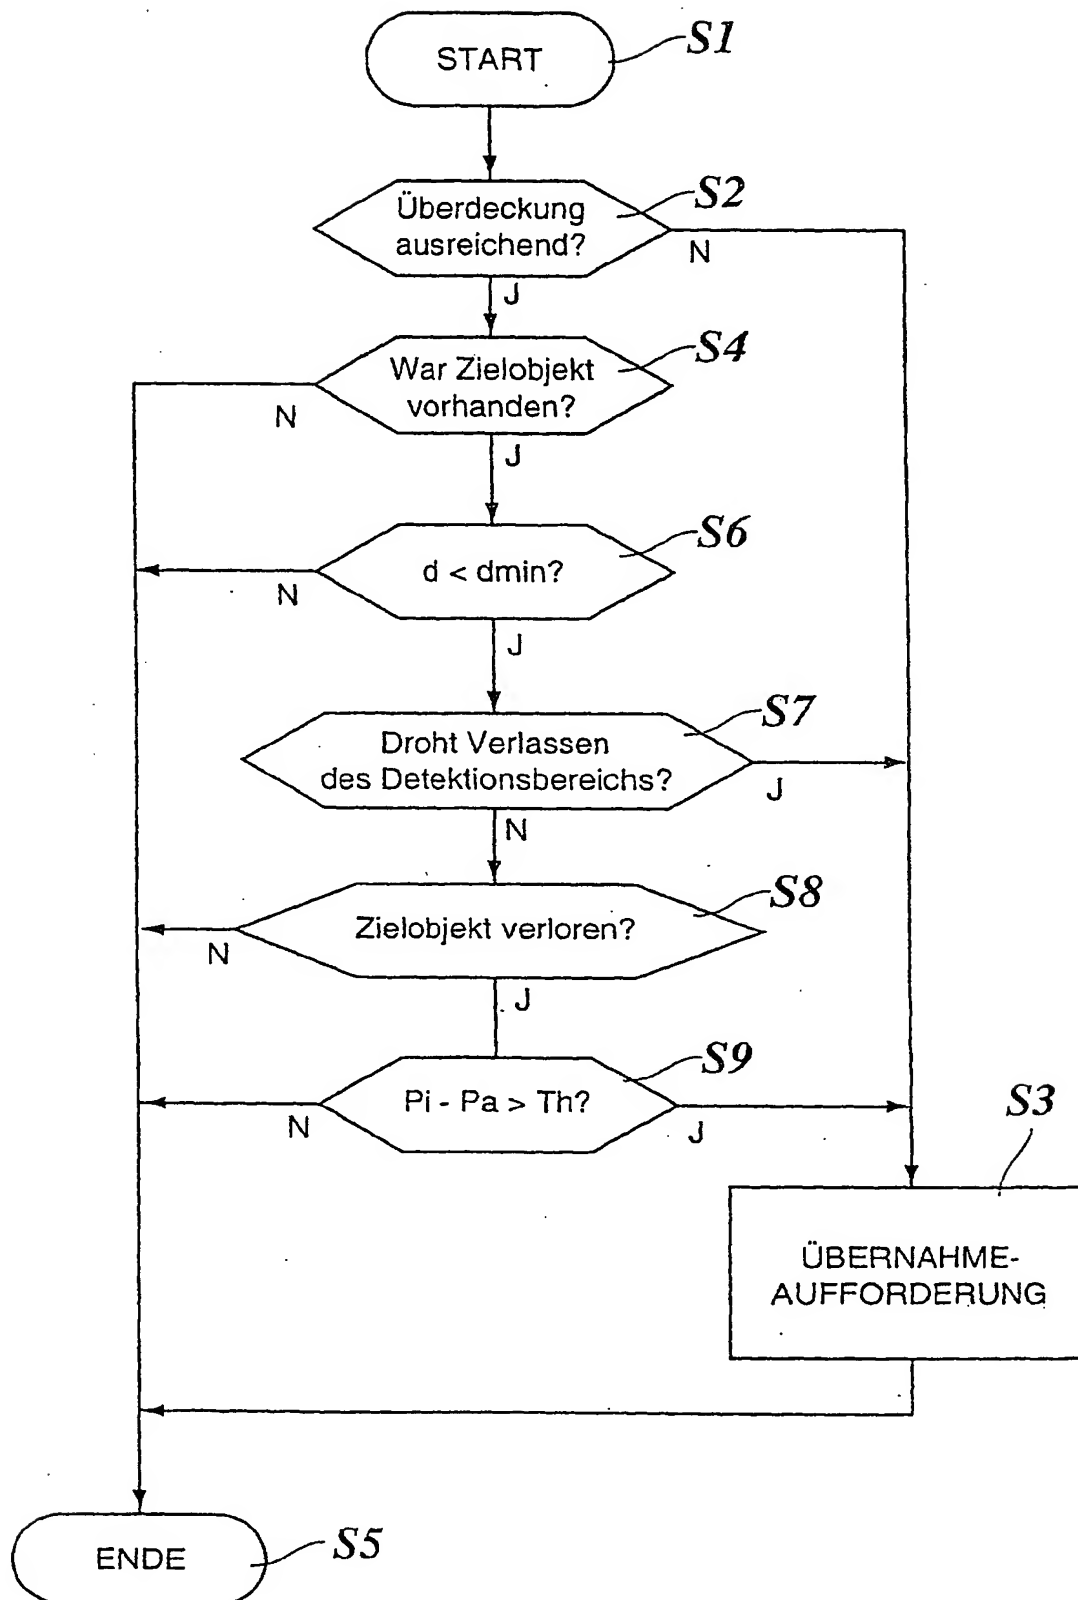 START
S1
Überdeckung
ausreichend?
S2
N
J
War Zielobjekt
vorhanden?
S4
N
J
d < dmin?
S6
N
J
Droht Verlassen
des Detektionsbereichs?
S7
J
N
Zielobjekt verloren?
S8
N
J
Pi - Pa > Th?
S9
N
J
S3
ÜBERNAHME-
AUFFORDERUNG
ENDE
S5